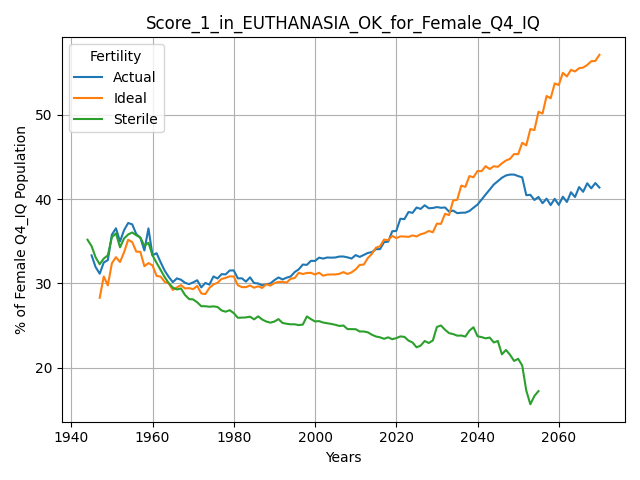 Score_1_in_EUTHANASIA_OK_for_Female_Q4_IQ
Fertility
Actual
Ideal
Sterile
% of Female Q4_IQ Population
50
40
30
20
1940 1960 1980 2000 2020 2040 2060
Years